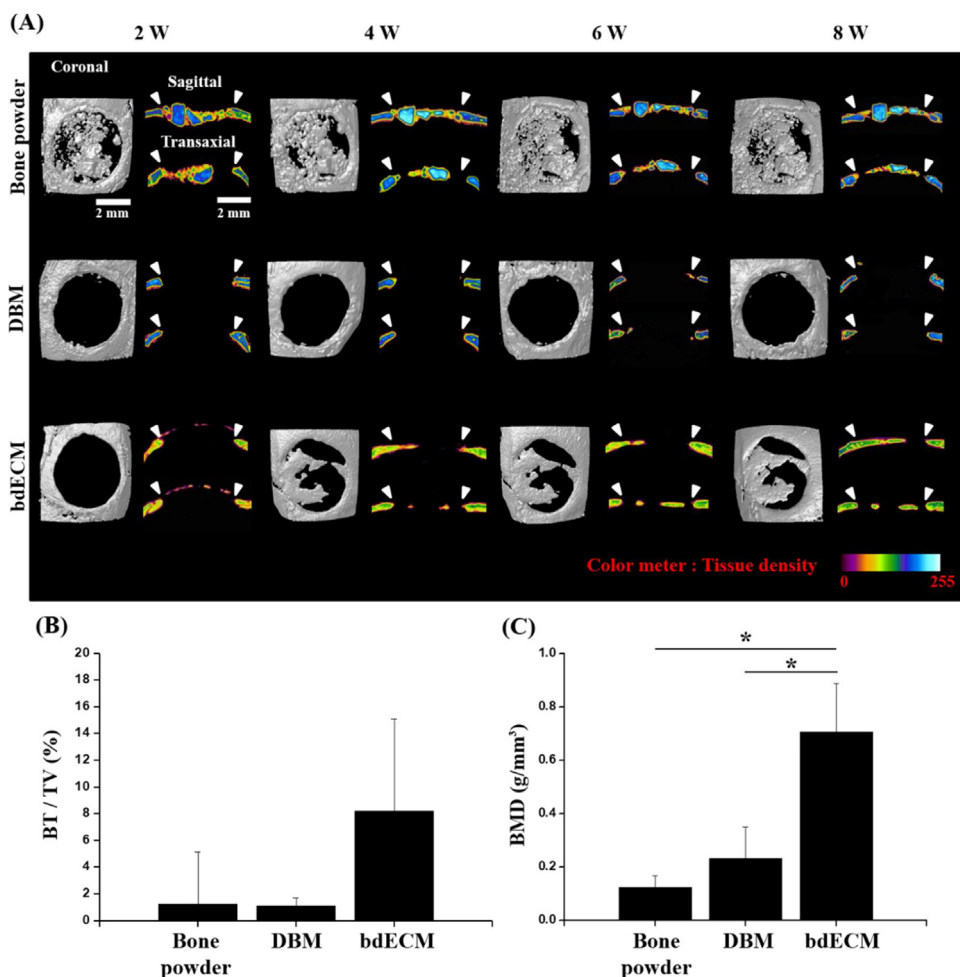 (A)
2 W 4 W 6 W 8 W
Coronal
Sagittal
Transaxial
2 mm 2 mm
Bone powder
DBM
bdECM
Color meter : Tissue density
0 255
(B)
20
18
16
14
12
10
8
6
4
2
0
BT / TV (%)
Bone powder DBM bdECM
(C)
* 
*
1.0
0.8
0.6
0.4
0.2
0.0
BMD (g/mm³)
Bone powder DBM bdECM